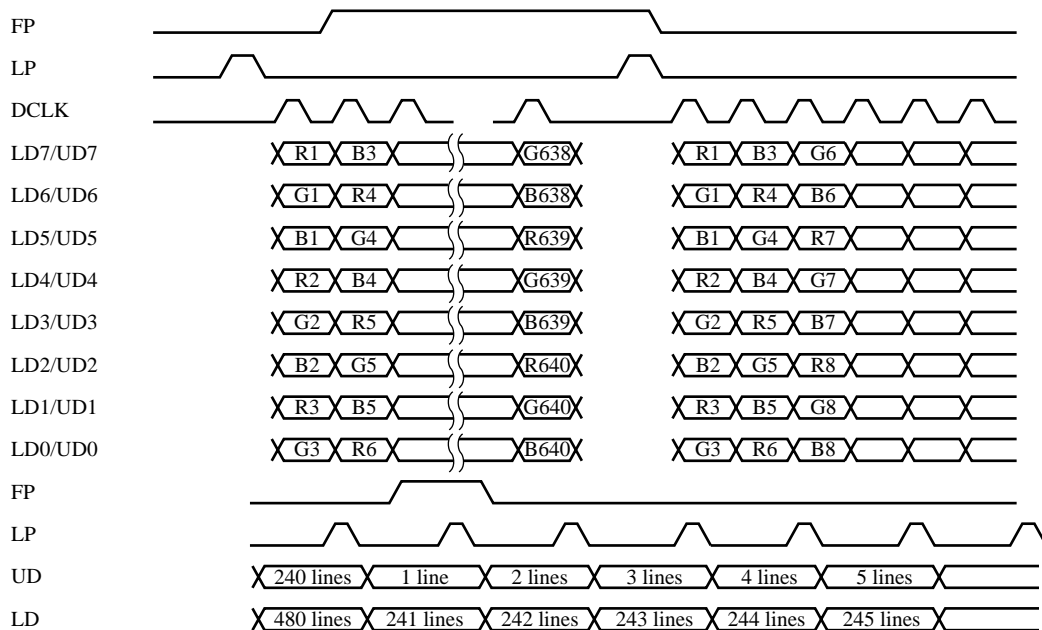 FP
LP
DCLK
LD7/UD7 R1 B3 G638 R1 B3 G6
LD6/UD6 G1 R4 B638 G1 R4 B6
LD5/UD5 B1 G4 R639 B1 G4 R7
LD4/UD4 R2 B4 G639 R2 B4 G7
LD3/UD3 G2 R5 B639 G2 R5 B7
LD2/UD2 B2 G5 R640 B2 G5 R8
LD1/UD1 R3 B5 G640 R3 B5 G8
LD0/UD0 G3 R6 B640 G3 R6 B8
FP
LP
UD 240 lines 1 line 2 lines 3 lines 4 lines 5 lines
LD 480 lines 241 lines 242 lines 243 lines 244 lines 245 lines